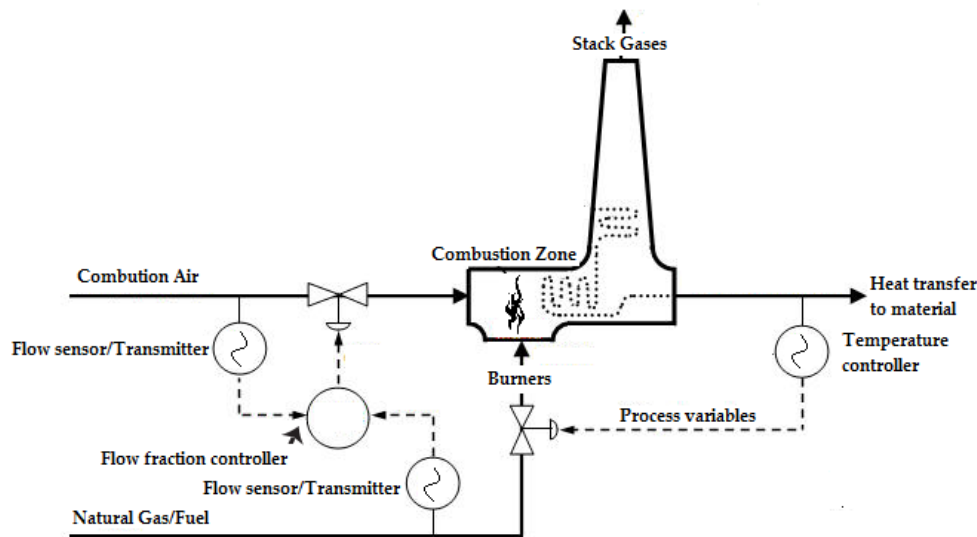 Stack Gases
Combustion Zone
Combution Air
Heat transfer
to material
Flow sensor/Transmitter
Temperature
controller
Burners
Process variables
Flow fraction controller
Flow sensor/Transmitter
Natural Gas/Fuel